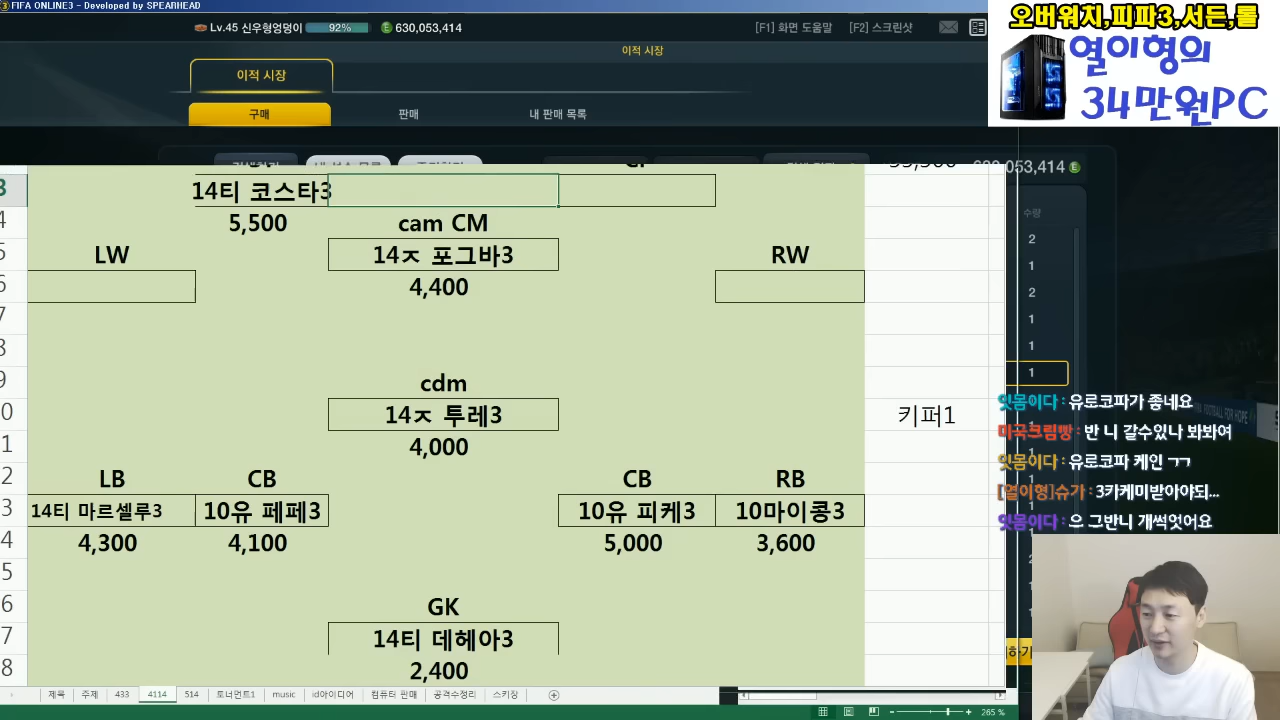 FIFA ONLINE3 - Developed by SPEARHEAD
Lv.45 신우형엉덩이 92% E 630,053,414
[F1] 화면 도움말 [F2] 스크린샷
이적 시장
이적 시장
구매 판매 내 판매 목록
오버워치,피파3,서든,롤
열이형의
34만원PC
630,053,414 E
수량
2
1
2
1
1
1
14티 코스타3
5,500 cam CM
LW 14ㅈ 포그바3 RW
4,400
cdm
14ㅈ 투레3 키퍼1
4,000
LB CB CB RB
14티 마르셀루3 10유 페페3 10유 피케3 10마이콩3
4,300 4,100 5,000 3,600
GK
14티 데헤아3
2,400
잇몸이다 : 유로코파가 좋네요
미국크림빵 : 반 니 갈수있나 봐봐여
잇몸이다 : 유로코파 케인 ㄱㄱ
[열이형]슈가 : 3카케미받아야되...
잇몸이다 : 으 그반니 개썩엇어요
제목 주제 433 4114 514 토너먼트1 music id아이디어 컴퓨터 판매 공격수정리 스키장
265 %